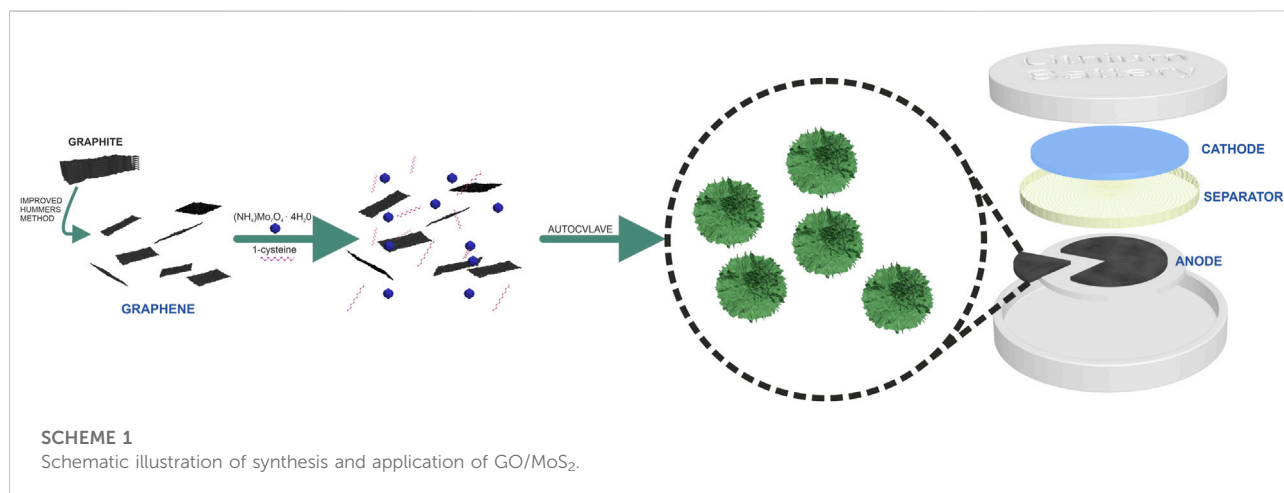 GRAPHITE
IMPROVED
HUMMERS
METHOD
GRAPHENE
(NH₄)Mo₇O₄ · 4H₂0
1-cysteine
AUTOCVLAVE
Lithium
Battery
CATHODE
SEPARATOR
ANODE
SCHEME 1
Schematic illustration of synthesis and application of GO/MoS₂.